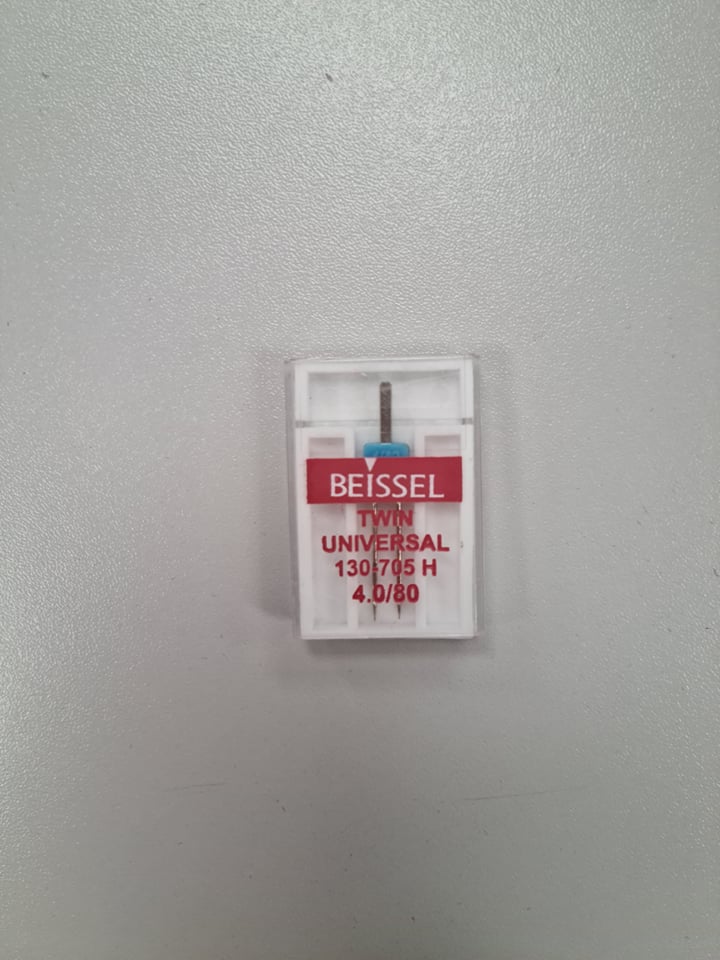 BEISSEL
TWIN
UNIVERSAL
130-705 H
4.0/80